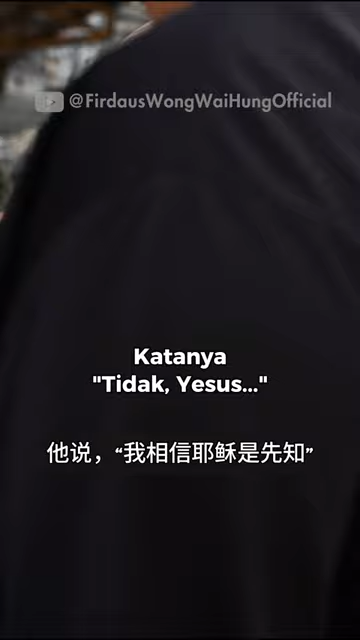 @FirdausWongWaiHungOfficial
Katanya
"Tidak, Yesus..."
他说，“我相信耶稣是先知”